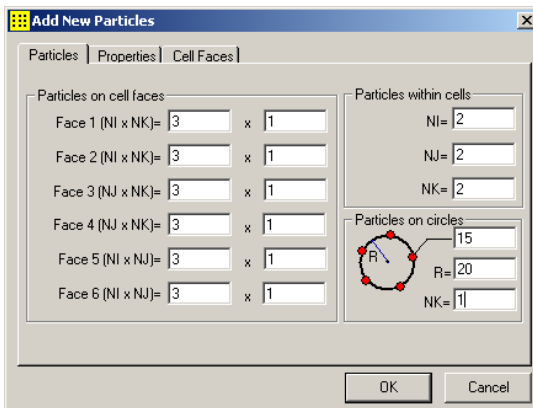 Add New Particles
Particles Properties Cell Faces
Particles on cell faces
Face 1 (NI x NK)= 3 x 1
Face 2 (NI x NK)= 3 x 1
Face 3 (NJ x NK)= 3 x 1
Face 4 (NJ x NK)= 3 x 1
Face 5 (NI x NJ)= 3 x 1
Face 6 (NI x NJ)= 3 x 1
Particles within cells
NI= 2
NJ= 2
NK= 2
Particles on circles
15
R
R= 20
NK= 1
OK Cancel